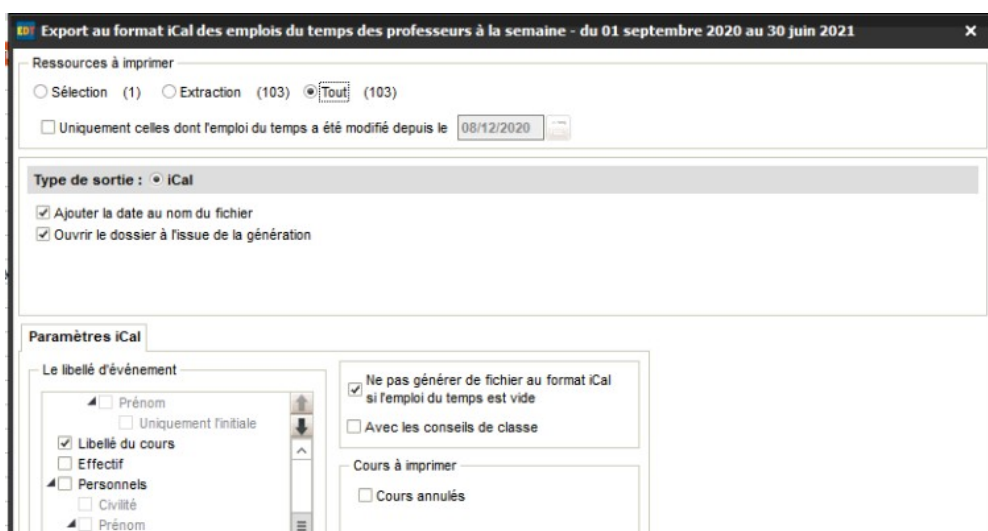 EDT Export au format iCal des emplois du temps des professeurs à la semaine - du 01 septembre 2020 au 30 juin 2021
Ressources à imprimer
Sélection (1) Extraction (103) Tout (103)
Uniquement celles dont l'emploi du temps a été modifié depuis le 08/12/2020
Type de sortie : iCal
Ajouter la date au nom du fichier
Ouvrir le dossier à l'issue de la génération
Paramètres iCal
Le libellé d'événement
Prénom
Uniquement l'initiale
Libellé du cours
Effectif
Personnels
Civilité
Prénom
Ne pas générer de fichier au format iCal
si l'emploi du temps est vide
Avec les conseils de classe
Cours à imprimer
Cours annulés